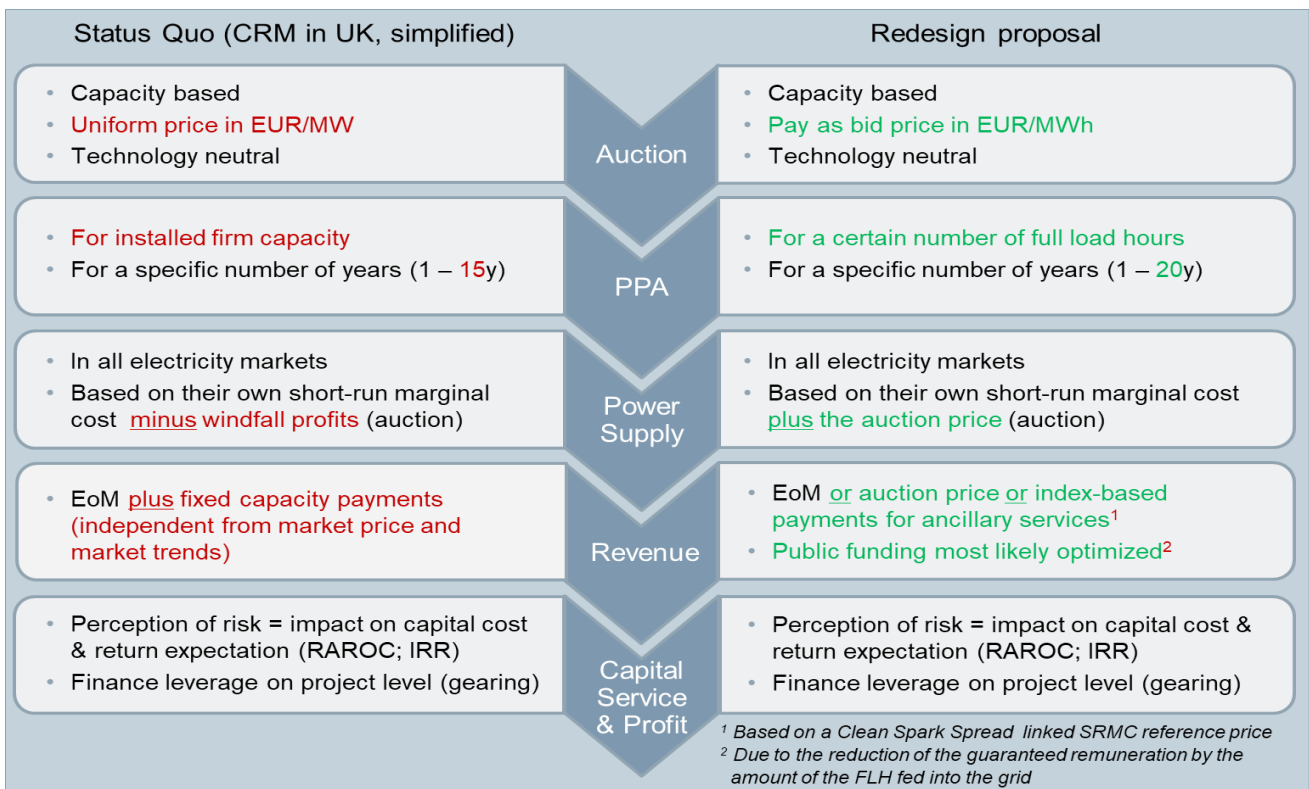 Status Quo (CRM in UK, simplified)
Redesign proposal
• Capacity based
• Uniform price in EUR/MW
• Technology neutral
Auction
• Capacity based
• Pay as bid price in EUR/MWh
• Technology neutral
• For installed firm capacity
• For a specific number of years (1 – 15y)
PPA
• For a certain number of full load hours
• For a specific number of years (1 – 20y)
• In all electricity markets
• Based on their own short-run marginal
cost minus windfall profits (auction)
Power
Supply
• In all electricity markets
• Based on their own short-run marginal cost
plus the auction price (auction)
• EoM plus fixed capacity payments
(independent from market price and
market trends)
Revenue
• EoM or auction price or index-based
payments for ancillary services¹
• Public funding most likely optimized²
• Perception of risk = impact on capital cost
& return expectation (RAROC; IRR)
• Finance leverage on project level (gearing)
Capital
Service
& Profit
• Perception of risk = impact on capital cost &
return expectation (RAROC; IRR)
• Finance leverage on project level (gearing)
¹ Based on a Clean Spark Spread linked SRMC reference price
² Due to the reduction of the guaranteed remuneration by the
amount of the FLH fed into the grid